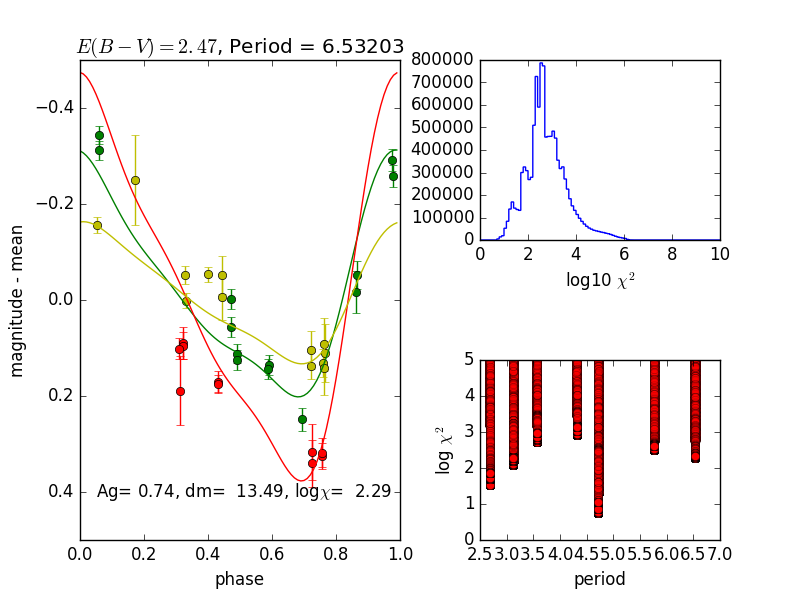 E(B−V)=2.47, Period = 6.53203
−0.4
−0.2
0.0
0.2
0.4
magnitude - mean
Ag= 0.74, dm=  13.49, logχ=  2.29
0.0 0.2 0.4 0.6 0.8 1.0
phase
800000
700000
600000
500000
400000
300000
200000
100000
0
0 2 4 6 8 10
log10 χ²
5
4
3
2
1
0
log χ²
2.5 3.0 3.5 4.0 4.5 5.0 5.5 6.0 6.5 7.0
period